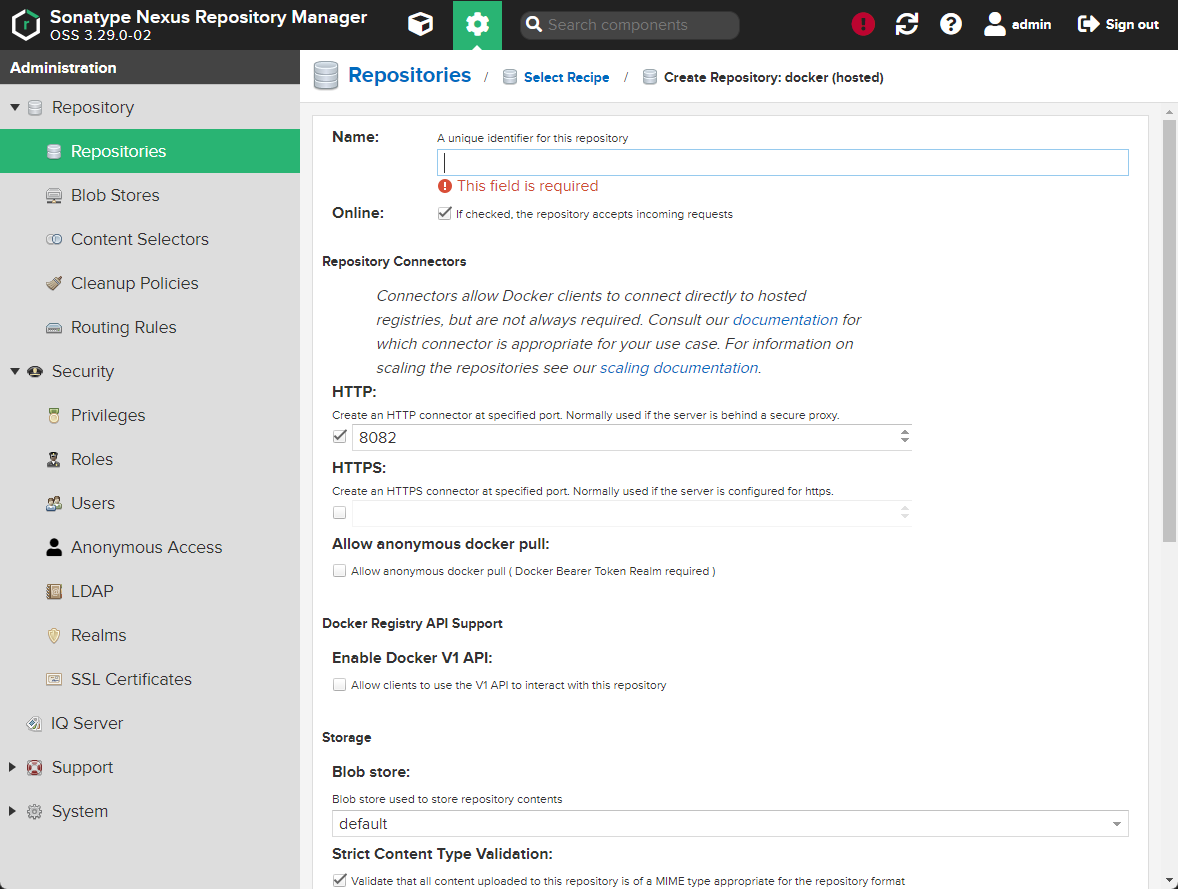 Sonatype Nexus Repository Manager
OSS 3.29.0-02
Search components
admin
Sign out
Administration
Repository
Repositories
Blob Stores
Content Selectors
Cleanup Policies
Routing Rules
Security
Privileges
Roles
Users
Anonymous Access
LDAP
Realms
SSL Certificates
IQ Server
Support
System
Repositories / Select Recipe / Create Repository: docker (hosted)
Name:
A unique identifier for this repository
This field is required
Online:
If checked, the repository accepts incoming requests
Repository Connectors
Connectors allow Docker clients to connect directly to hosted
registries, but are not always required. Consult our documentation for
which connector is appropriate for your use case. For information on
scaling the repositories see our scaling documentation.
HTTP:
Create an HTTP connector at specified port. Normally used if the server is behind a secure proxy.
8082
HTTPS:
Create an HTTPS connector at specified port. Normally used if the server is configured for https.
Allow anonymous docker pull:
Allow anonymous docker pull ( Docker Bearer Token Realm required )
Docker Registry API Support
Enable Docker V1 API:
Allow clients to use the V1 API to interact with this repository
Storage
Blob store:
Blob store used to store repository contents
default
Strict Content Type Validation:
Validate that all content uploaded to this repository is of a MIME type appropriate for the repository format